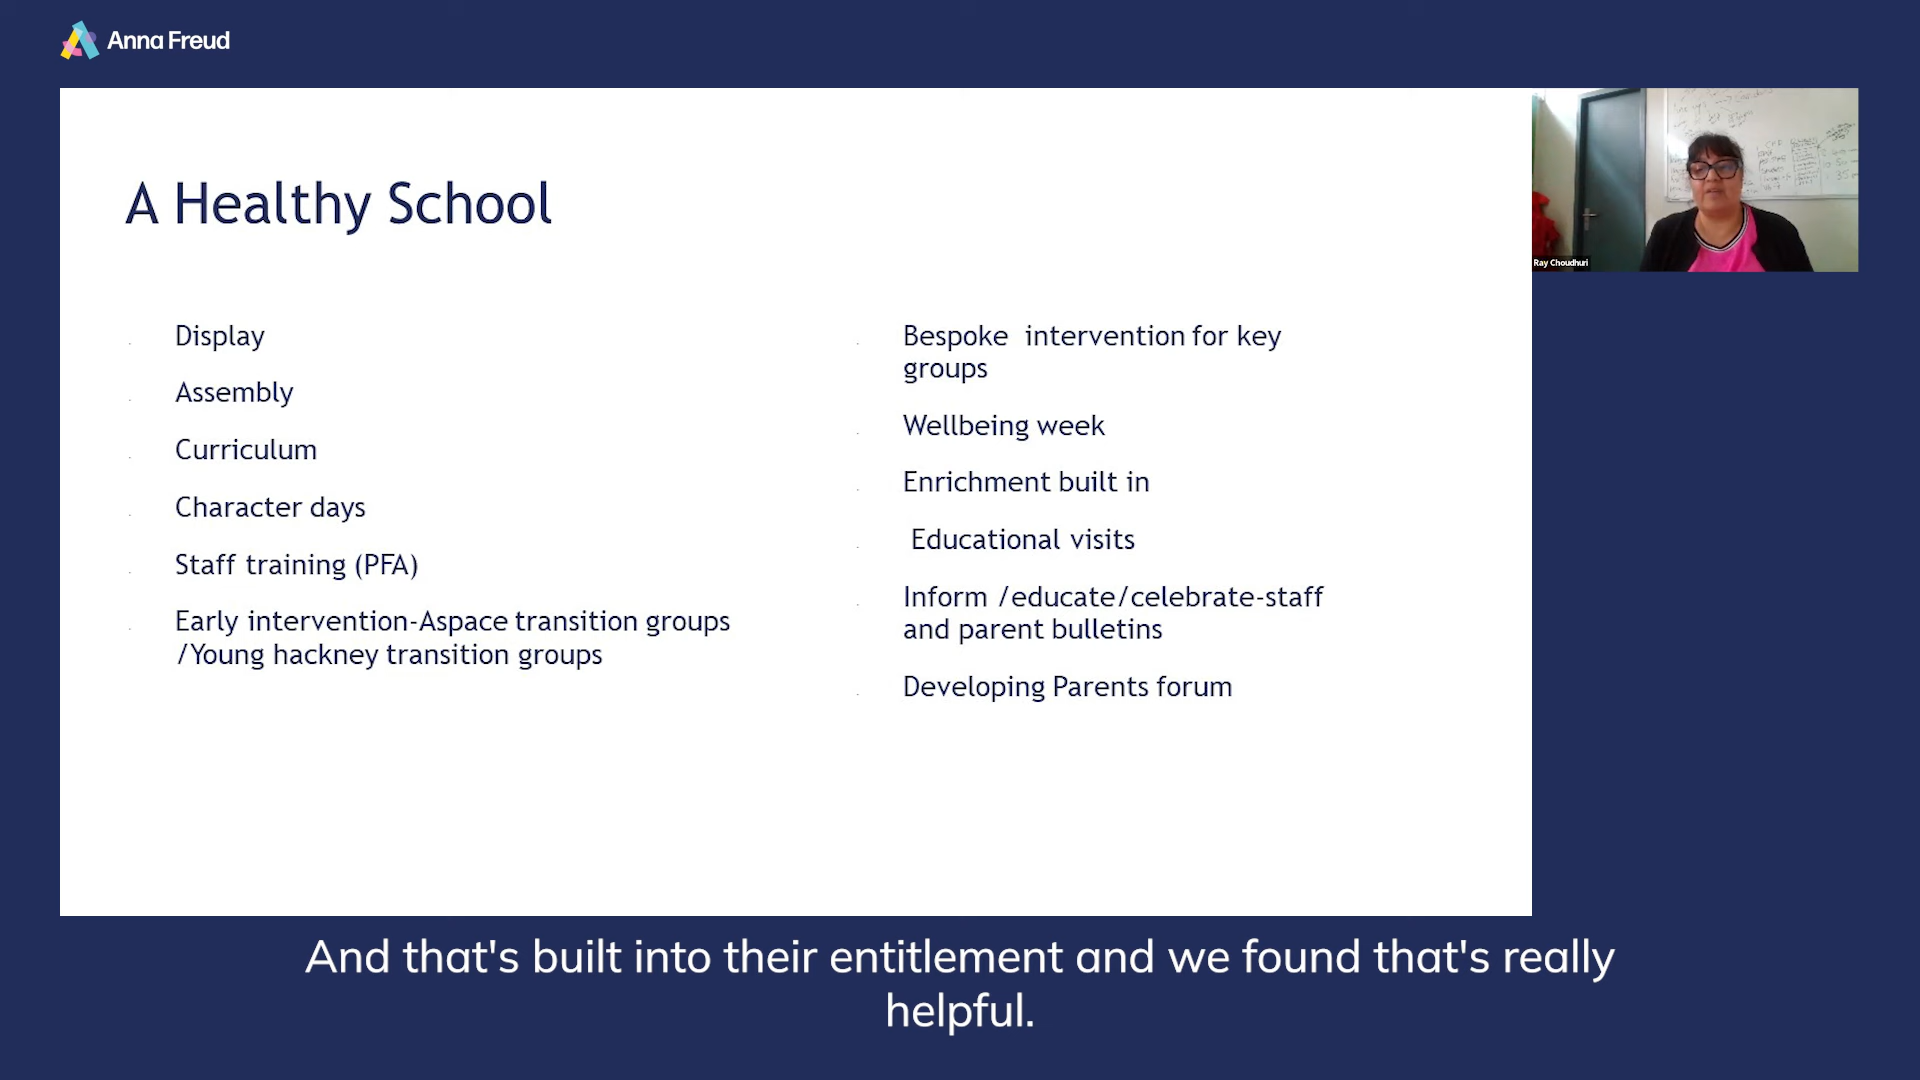 Anna Freud
A Healthy School
Display
Assembly
Curriculum
Character days
Staff training (PFA)
Early intervention-Aspace transition groups
/Young hackney transition groups
Bespoke  intervention for key
groups
Wellbeing week
Enrichment built in
Educational visits
Inform /educate/celebrate-staff
and parent bulletins
Developing Parents forum
Ray Choudhuri
And that's built into their entitlement and we found that's really
helpful.